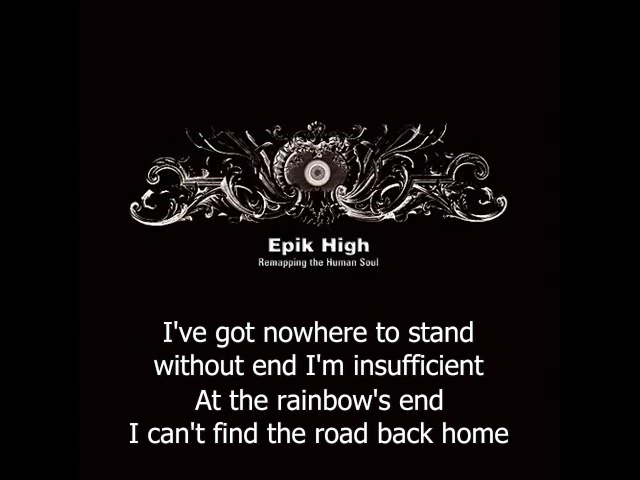 Epik High
Remapping the Human Soul
I've got nowhere to stand
without end I'm insufficient
At the rainbow's end
I can't find the road back home